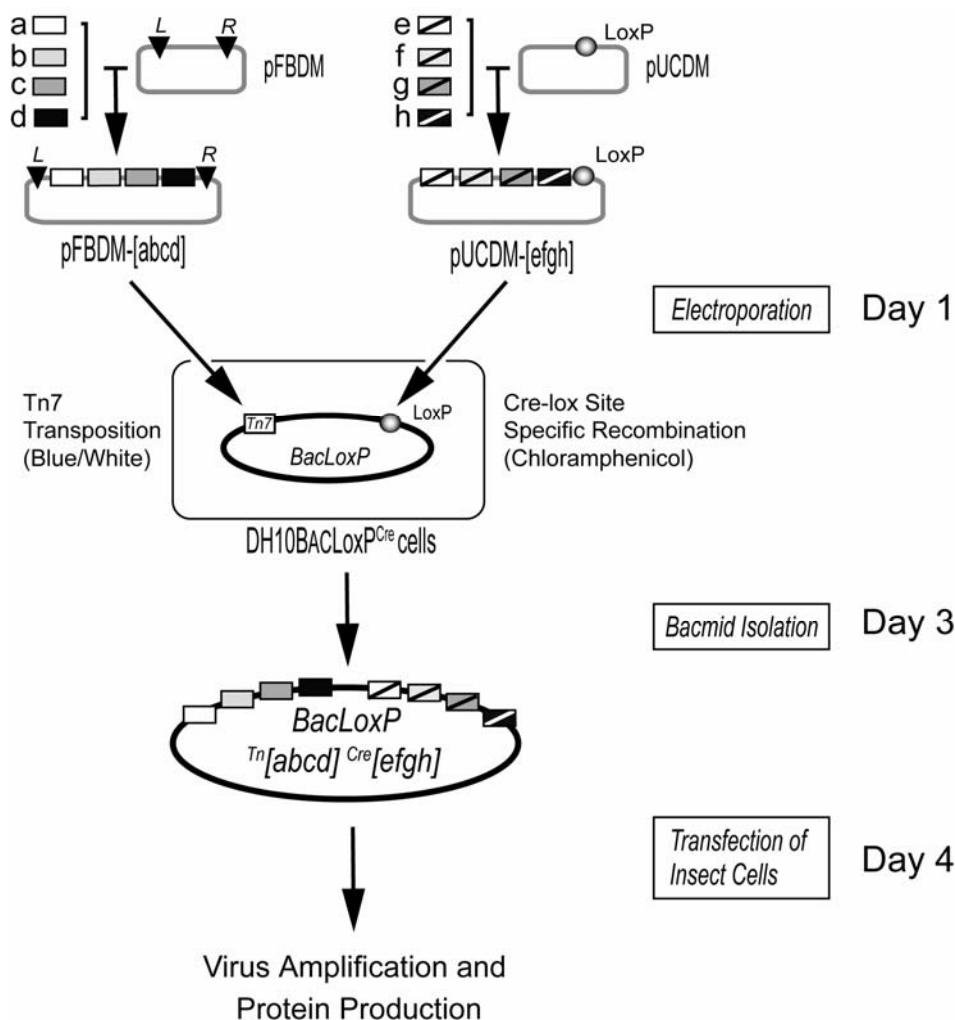 a
b
c
d
L
R
pFBDM
e
f
g
h
LoxP
pUCDM
L
R
pFBDM-[abcd]
LoxP
pUCDM-[efgh]
Electroporation
Day 1
Tn7
Transposition
(Blue/White)
Tn7
LoxP
BacLoxP
Cre-lox Site
Specific Recombination
(Chloramphenicol)
DH10BACLoxPCre cells
Bacmid Isolation
Day 3
BacLoxP
Tn[abcd] Cre[efgh]
Transfection of
Insect Cells
Day 4
Virus Amplification and
Protein Production